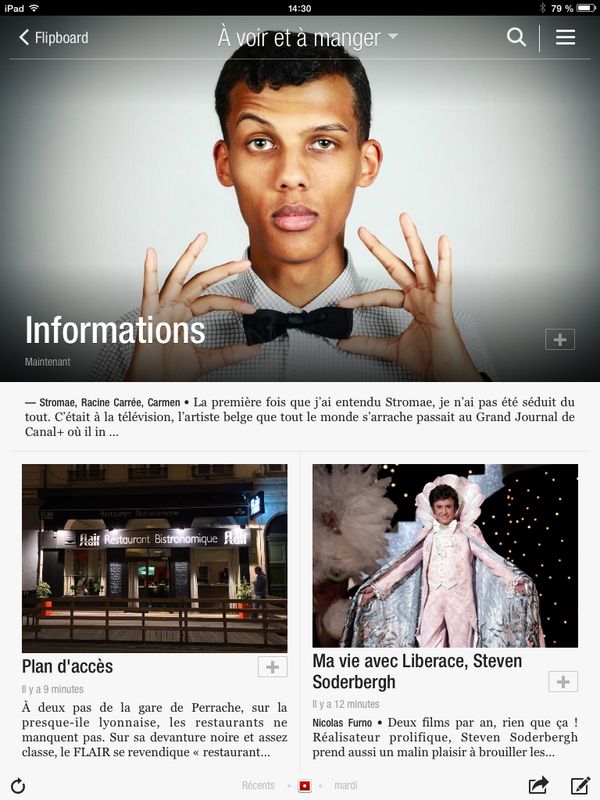 iPad 14:30 79 %
Flipboard À voir et à manger
Informations
Maintenant
— Stromae, Racine Carrée, Carmen • La première fois que j'ai entendu Stromae, je n'ai pas été séduit du
tout. C'était à la télévision, l'artiste belge que tout le monde s'arrache passait au Grand Journal de
Canal+ où il in ...
Restaurant Bistronomique
flair Restaurant Bistronomique flair
Plan d'accès
Il y a 9 minutes
À deux pas de la gare de Perrache, sur la
presque-ile lyonnaise, les restaurants ne
manquent pas. Sur sa devanture noire et assez
classe, le FLAIR se revendique « restaurant...
Ma vie avec Liberace, Steven
Soderbergh
Il y a 12 minutes
Nicolas Furno • Deux films par an, rien que ça !
Réalisateur prolifique, Steven Soderbergh
prend aussi un malin plaisir à brouiller les...
Récents mardi